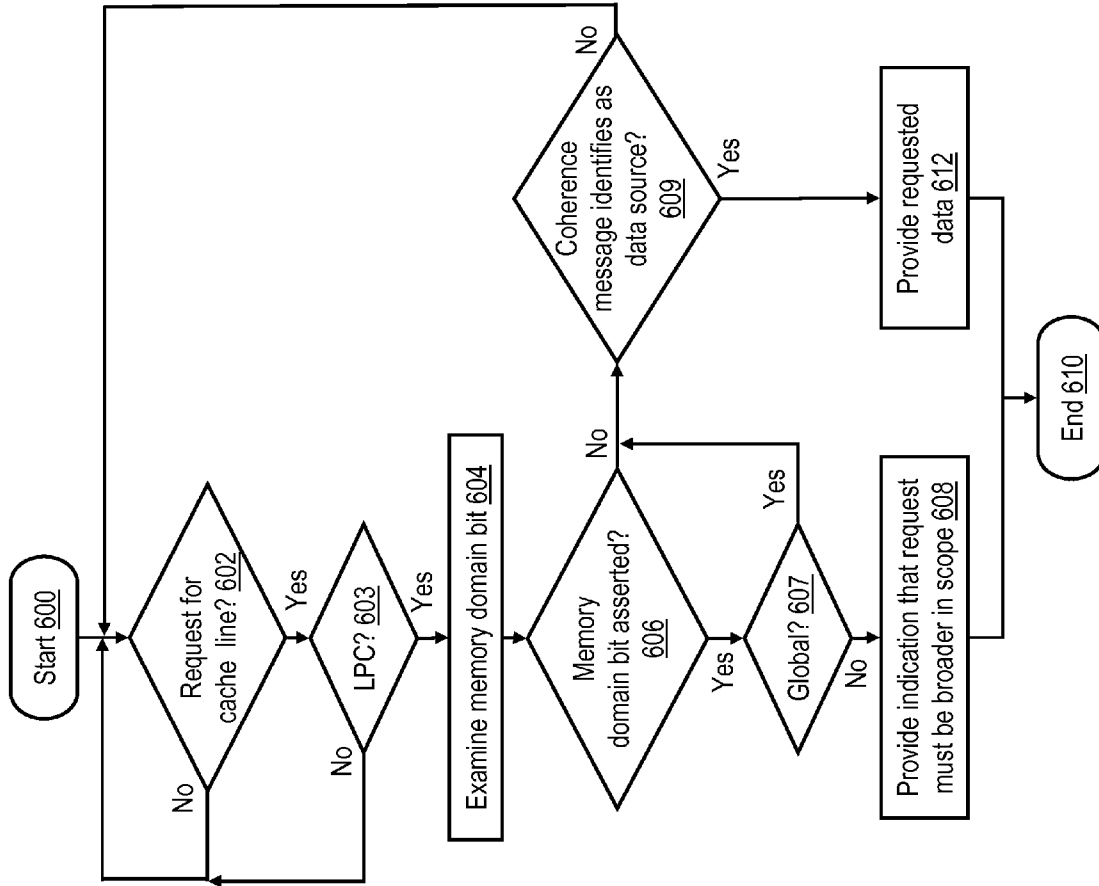 Start 600
Request for
cache line? 602
No
Yes
LPC? 603
No
Yes
Examine memory domain bit 604
Memory
domain bit asserted?
606
No
Yes
Global? 607
Yes
No
Provide indication that request
must be broader in scope 608
Coherence
message identifies as
data source?
609
No
Yes
Provide requested
data 612
End 610